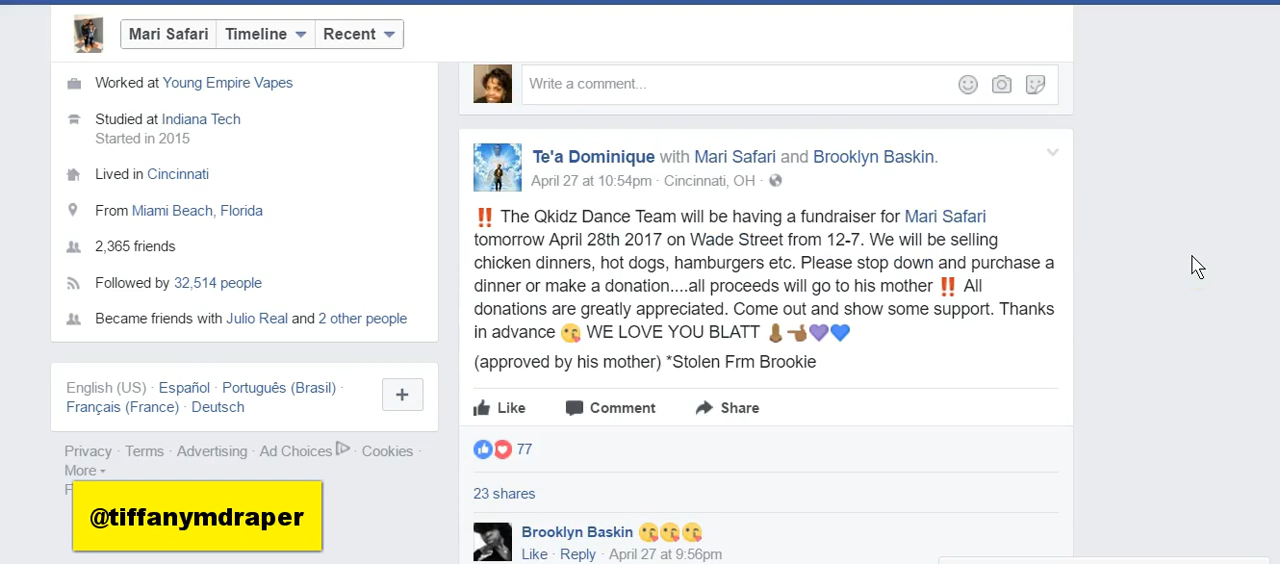 Mari Safari Timeline Recent
Worked at Young Empire Vapes
Studied at Indiana Tech
Started in 2015
Lived in Cincinnati
From Miami Beach, Florida
2,365 friends
Followed by 32,514 people
Became friends with Julio Real and 2 other people
English (US) · Español · Português (Brasil) ·
Français (France) · Deutsch
Privacy · Terms · Advertising · Ad Choices · Cookies ·
More
@tiffanymdraper
Write a comment...
Te'a Dominique with Mari Safari and Brooklyn Baskin.
April 27 at 10:54pm · Cincinnati, OH ·
‼️ The Qkidz Dance Team will be having a fundraiser for Mari Safari
tomorrow April 28th 2017 on Wade Street from 12-7. We will be selling
chicken dinners, hot dogs, hamburgers etc. Please stop down and purchase a
dinner or make a donation....all proceeds will go to his mother ‼️ All
donations are greatly appreciated. Come out and show some support. Thanks
in advance 😘 WE LOVE YOU BLATT 👃🏾👈🏾💜💙
(approved by his mother) *Stolen Frm Brookie
Like Comment Share
77
23 shares
Brooklyn Baskin 😘😘😘
Like · Reply · April 27 at 9:56pm